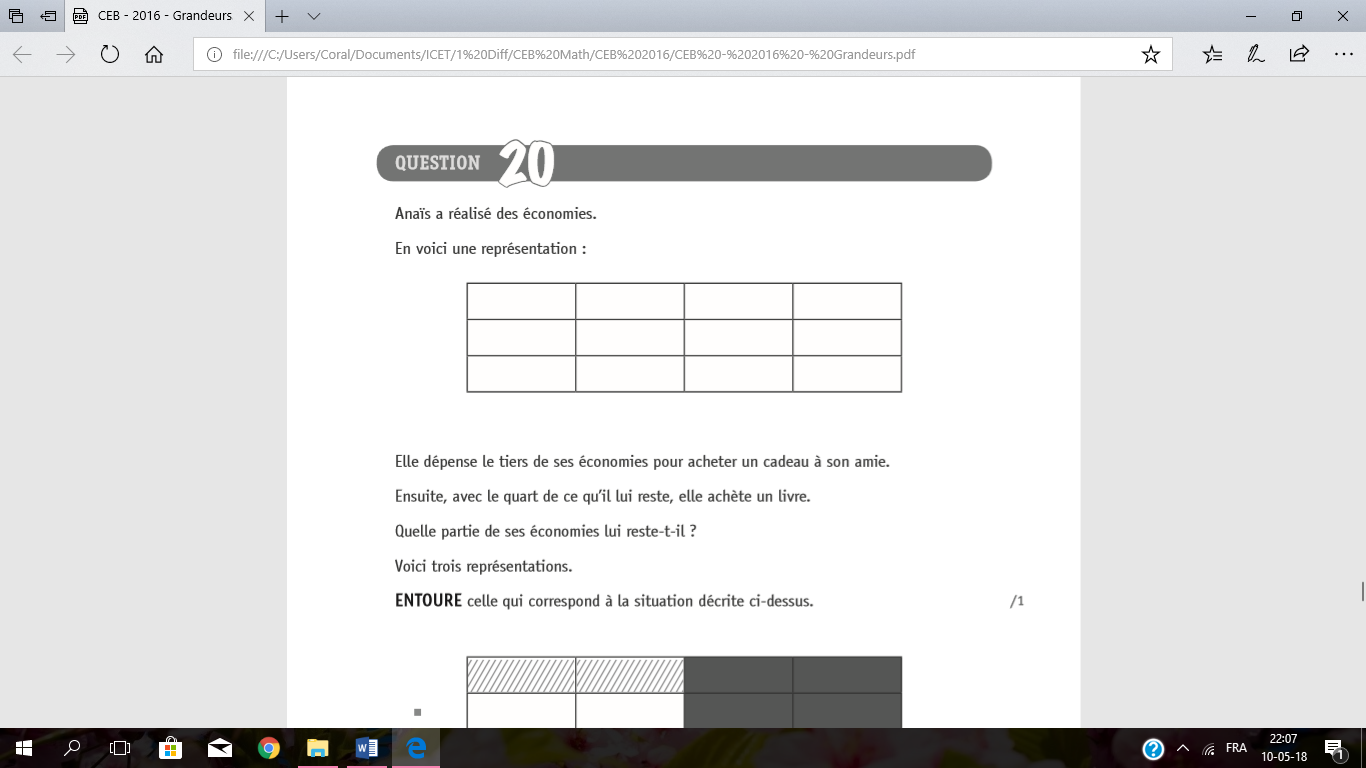 CEB - 2016 - Grandeurs.
file:///C:/Users/Coral/Documents/ICET/1%20Diff/CEB%20Math/CEB%202016/CEB%20-%202016%20-%20Grandeurs.pdf
QUESTION 20
Anaïs a réalisé des économies.
En voici une représentation :
Elle dépense le tiers de ses économies pour acheter un cadeau à son amie.
Ensuite, avec le quart de ce qu’il lui reste, elle achète un livre.
Quelle partie de ses économies lui reste-t-il ?
Voici trois représentations.
ENTOURE celle qui correspond à la situation décrite ci-dessus. /1
FRA
22:07
10-05-18
1